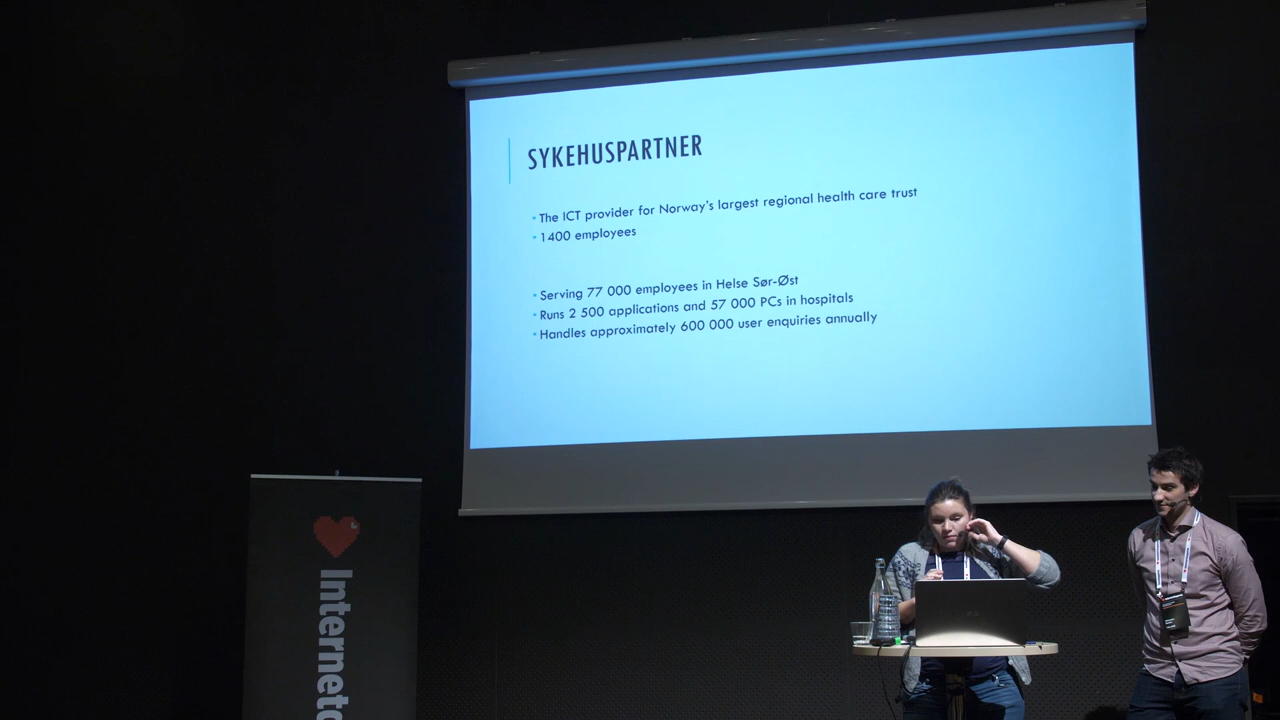 SYKEHUSPARTNER
The ICT provider for Norway's largest regional health care trust
1400 employees
Serving 77 000 employees in Helse Sør-Øst
Runs 2 500 applications and 57 000 PCs in hospitals
Handles approximately 600 000 user enquiries annually